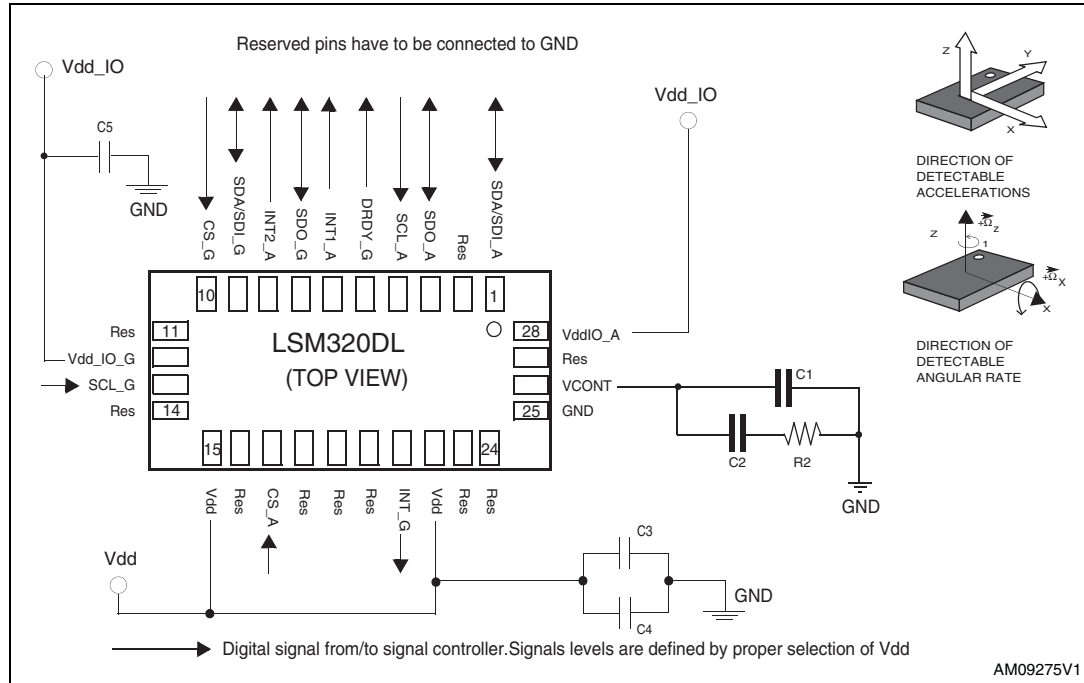 Reserved pins have to be connected to GND
Vdd_IO
Vdd_IO
C5
GND
CS_G
SDA/SDI_G
INT2_A
SDO_G
INT1_A
DRDY_G
SCL_A
SDO_A
Res
SDA/SDI_A
10
1
Res
11
Vdd_IO_G
SCL_G
Res
14
LSM320DL
(TOP VIEW)
28
VddIO_A
Res
VCONT
25
GND
15
24
Vdd
Res
CS_A
Res
Res
Res
INT_G
Vdd
Res
Res
C1
C2
R2
GND
Vdd
C3
C4
GND
Z
Y
X
DIRECTION OF
DETECTABLE
ACCELERATIONS
+Ω Z
Z
1
+Ω X
X
DIRECTION OF
DETECTABLE
ANGULAR RATE
Digital signal from/to signal controller.Signals levels are defined by proper selection of Vdd
AM09275V1